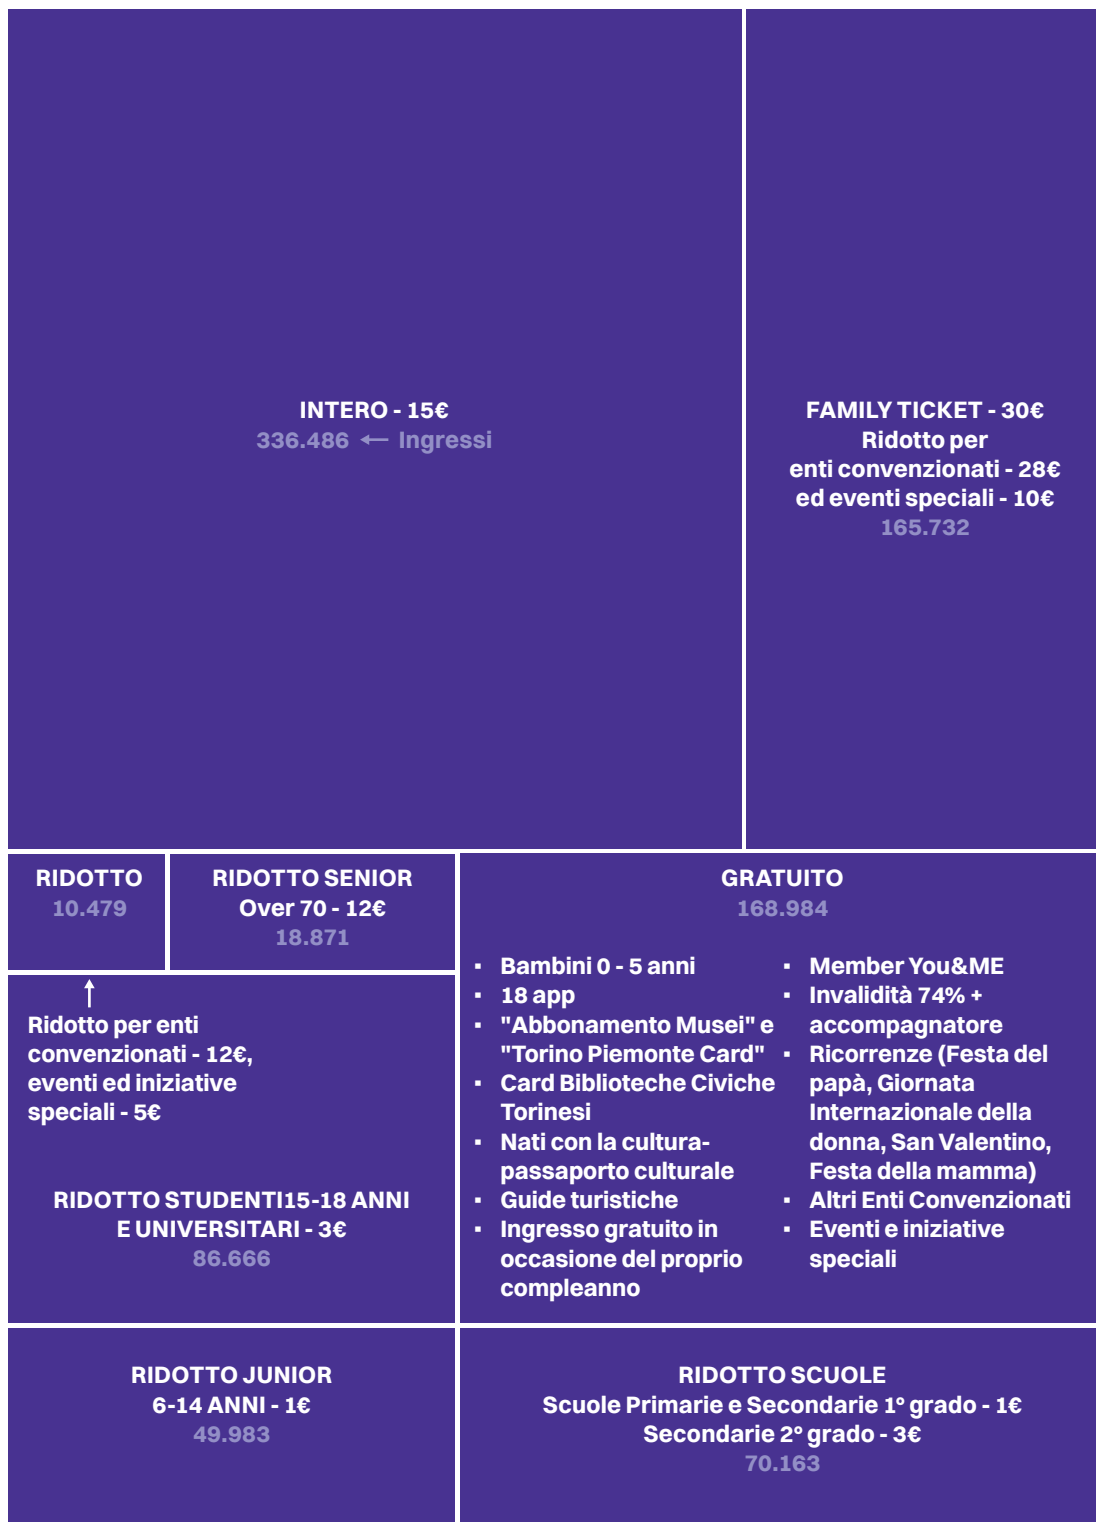 INTERO - 15€
336.486 ← Ingressi
FAMILY TICKET - 30€
Ridotto per
enti convenzionati - 28€
ed eventi speciali - 10€
165.732
RIDOTTO
10.479
RIDOTTO SENIOR
Over 70 - 12€
18.871
↑
Ridotto per enti
convenzionati - 12€,
eventi ed iniziative
speciali - 5€
RIDOTTO STUDENTI15-18 ANNI
E UNIVERSITARI - 3€
86.666
GRATUITO
168.984
▪ Bambini 0 - 5 anni
▪ 18 app
▪ "Abbonamento Musei" e
"Torino Piemonte Card"
▪ Card Biblioteche Civiche
Torinesi
▪ Nati con la cultura-
passaporto culturale
▪ Guide turistiche
▪ Ingresso gratuito in
occasione del proprio
compleanno
▪ Member You&ME
▪ Invalidità 74% +
accompagnatore
▪ Ricorrenze (Festa del
papà, Giornata
Internazionale della
donna, San Valentino,
Festa della mamma)
▪ Altri Enti Convenzionati
▪ Eventi e iniziative
speciali
RIDOTTO JUNIOR
6-14 ANNI - 1€
49.983
RIDOTTO SCUOLE
Scuole Primarie e Secondarie 1° grado - 1€
Secondarie 2° grado - 3€
70.163